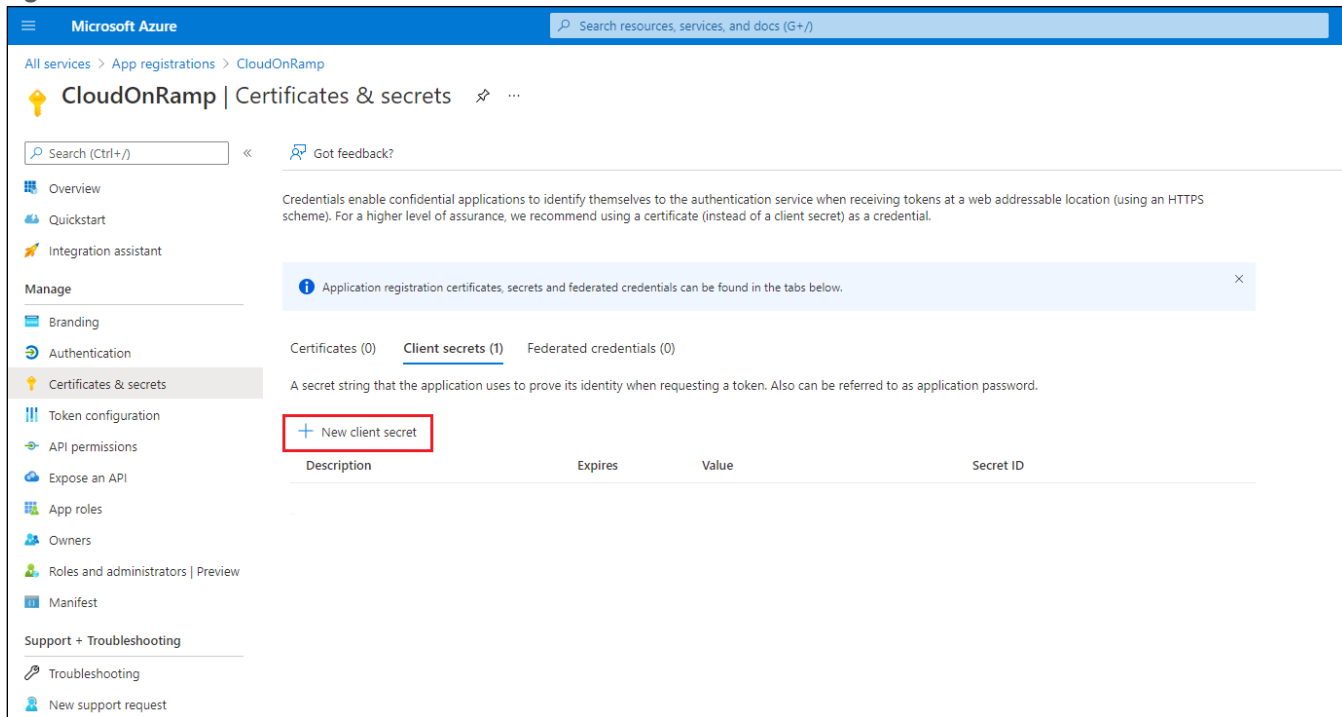 Microsoft Azure
Search resources, services, and docs (G+/)
All services > App registrations > CloudOnRamp
CloudOnRamp | Certificates & secrets
Search (Ctrl+/)
Overview
Quickstart
Integration assistant
Manage
Branding
Authentication
Certificates & secrets
Token configuration
API permissions
Expose an API
App roles
Owners
Roles and administrators | Preview
Manifest
Support + Troubleshooting
Troubleshooting
New support request
Got feedback?
Credentials enable confidential applications to identify themselves to the authentication service when receiving tokens at a web addressable location (using an HTTPS
scheme). For a higher level of assurance, we recommend using a certificate (instead of a client secret) as a credential.
Application registration certificates, secrets and federated credentials can be found in the tabs below.
Certificates (0) Client secrets (1) Federated credentials (0)
A secret string that the application uses to prove its identity when requesting a token. Also can be referred to as application password.
New client secret
Description Expires Value Secret ID